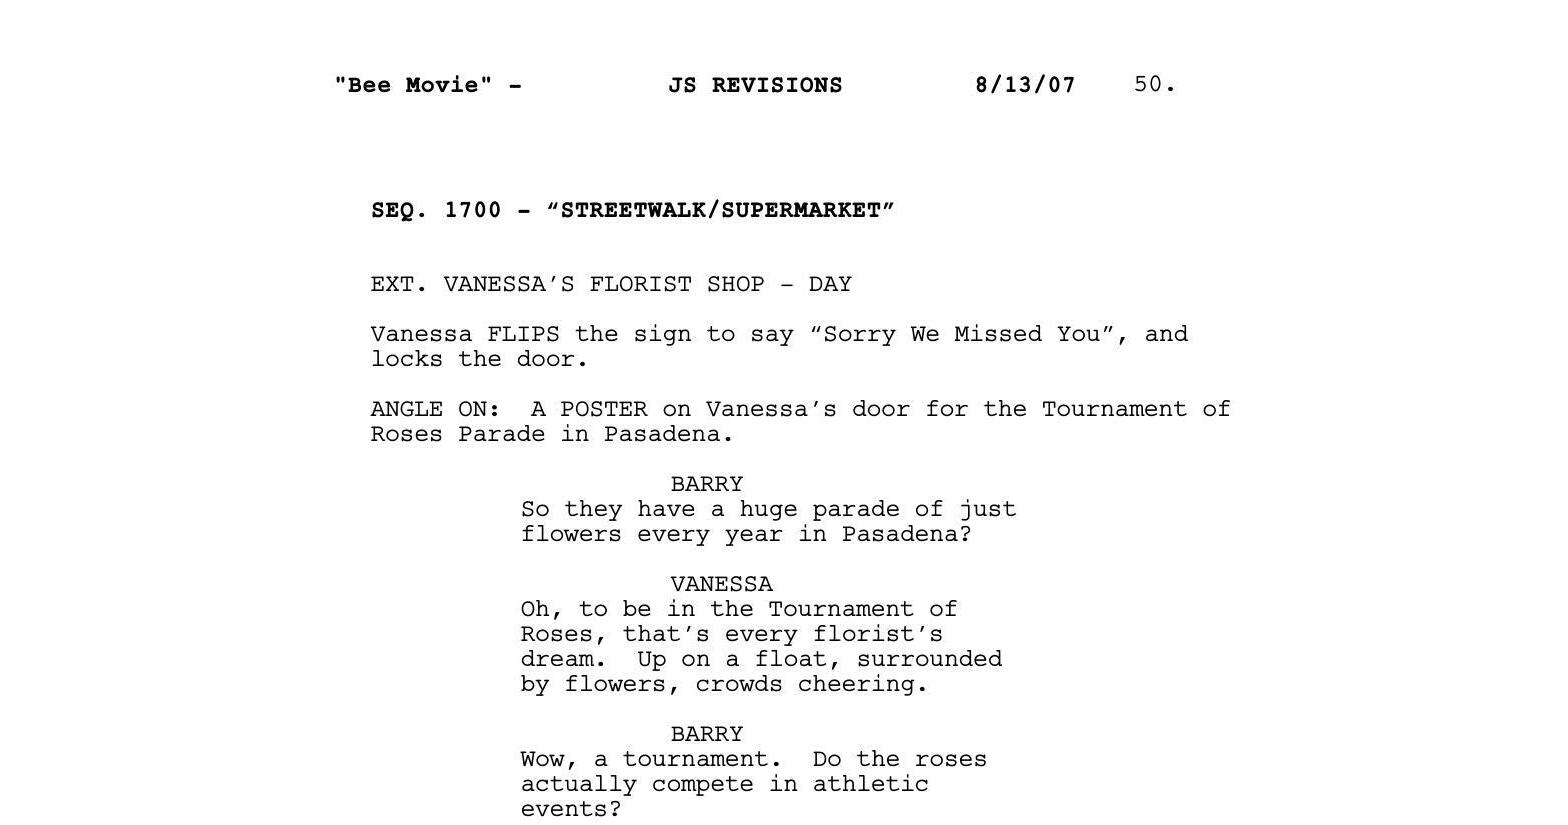 "Bee Movie" - JS REVISIONS 8/13/07 50.
SEQ. 1700 - “STREETWALK/SUPERMARKET”
EXT. VANESSA’S FLORIST SHOP – DAY
Vanessa FLIPS the sign to say “Sorry We Missed You”, and
locks the door.
ANGLE ON:  A POSTER on Vanessa’s door for the Tournament of
Roses Parade in Pasadena.
BARRY
So they have a huge parade of just
flowers every year in Pasadena?
VANESSA
Oh, to be in the Tournament of
Roses, that’s every florist’s
dream.  Up on a float, surrounded
by flowers, crowds cheering.
BARRY
Wow, a tournament.  Do the roses
actually compete in athletic
events?